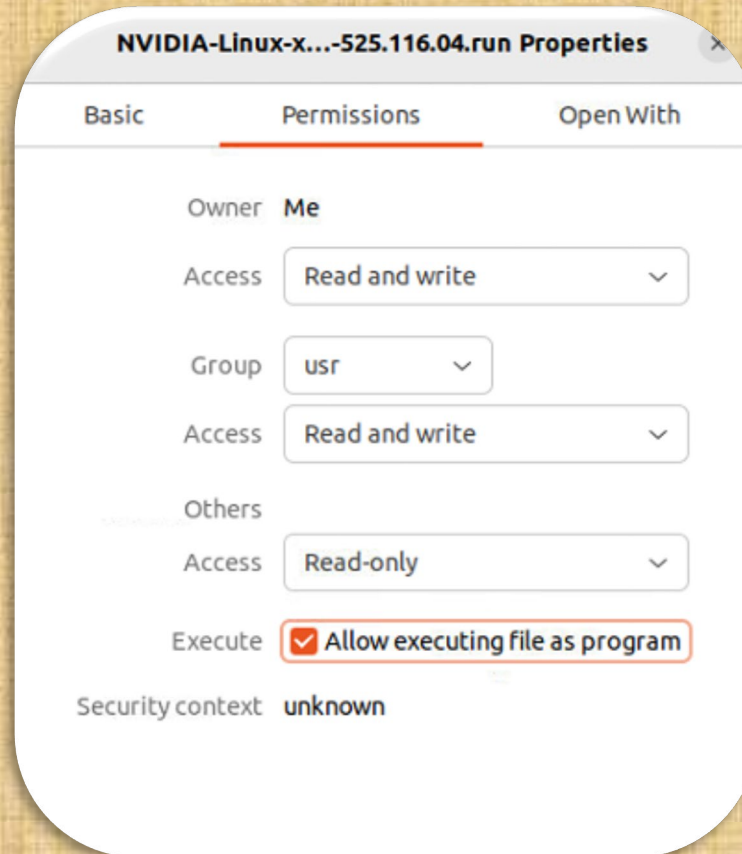 NVIDIA-Linux-x...-525.116.04.run Properties
Basic Permissions Open With
Owner Me
Access Read and write
Group usr
Access Read and write
Others
Access Read-only
Execute Allow executing file as program
Security context unknown